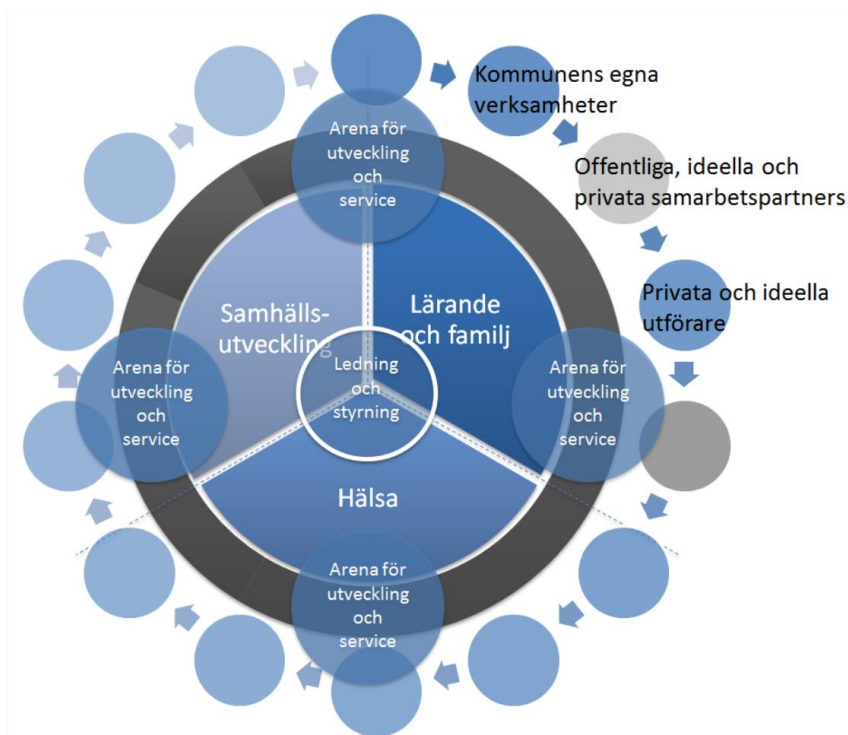 Kommunens egna
verksamheter
Arena för
utveckling
och
service
Offentliga, ideella och
privata samarbetspartners
Samhälls-
utveckling
Lärande
och familj
Privata och ideella
utförare
Ledning
och
styrning
Arena för
utveckling
och
service
Arena för
utveckling
och
service
Hälsa
Arena för
utveckling
och
service